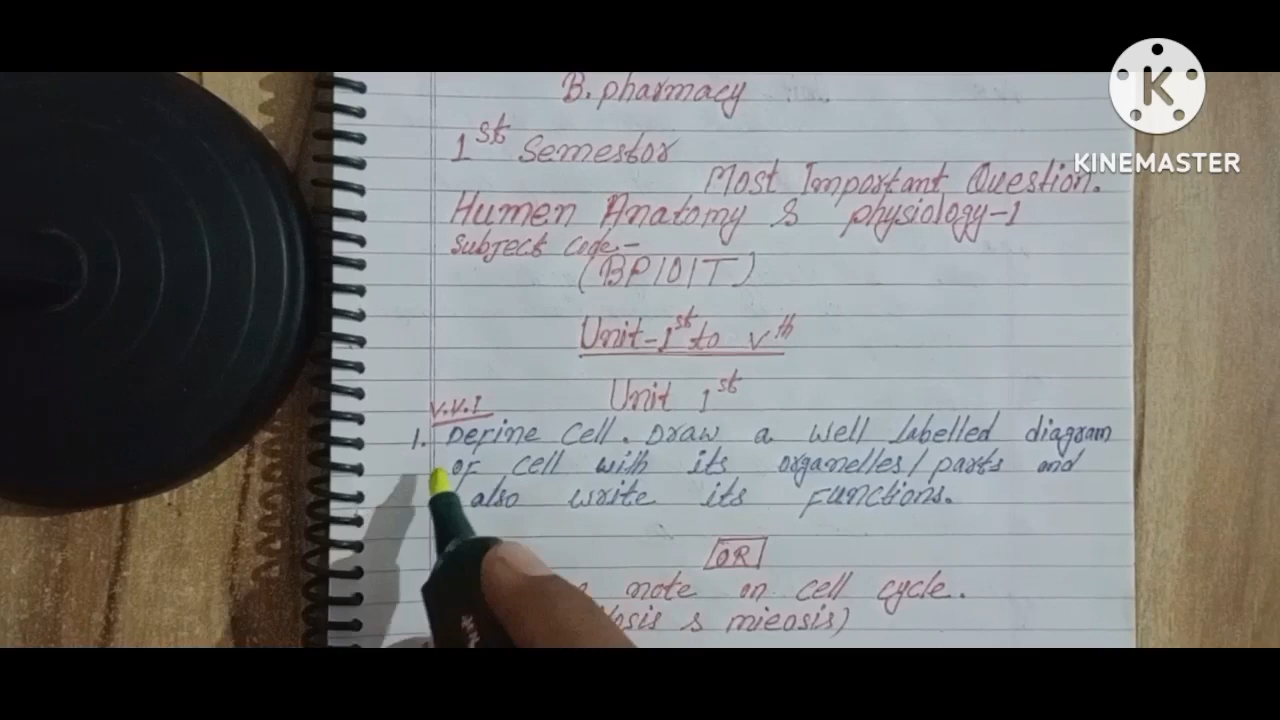 B. pharmacy
KINEMASTER
1st Semestor
Most Important Question.
Humen Anatomy & physiology-1
Subject code-
(BP101T)
Unit-1st to vth
Unit 1st
V.V.I
1. Define cell. Draw a well labelled diagram
of cell with its organelles/parts and
also write its functions.
OR
note on cell cycle.
& mieosis)